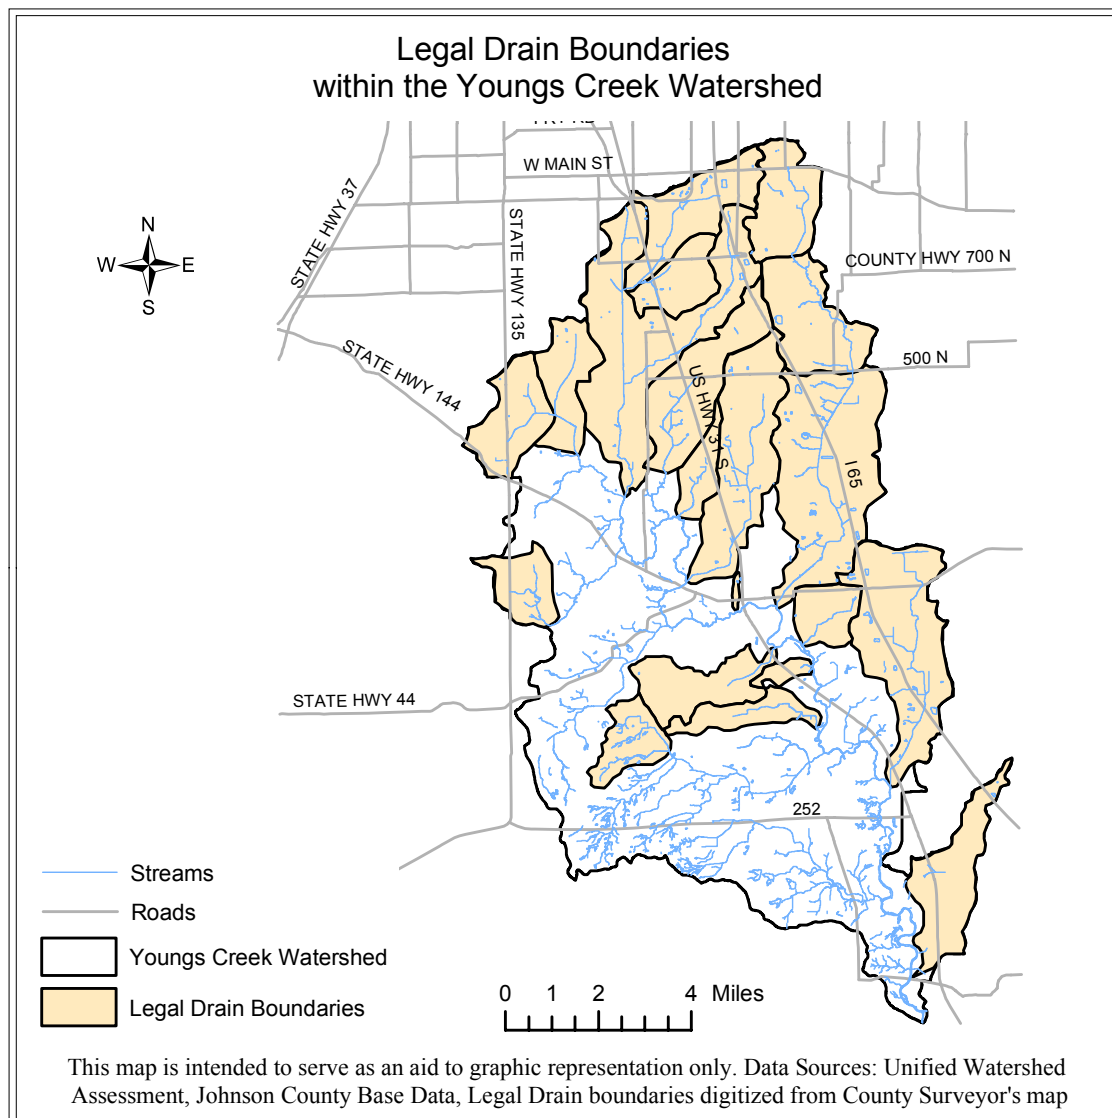 Legal Drain Boundaries
within the Youngs Creek Watershed
W MAIN ST
STATE HWY 37
N
W
E
S
STATE HWY 135
COUNTY HWY 700 N
STATE HWY 144
500 N
US HWY 31 S
I 65
STATE HWY 44
252
Streams
Roads
Youngs Creek Watershed
Legal Drain Boundaries
0 1 2 4 Miles
This map is intended to serve as an aid to graphic representation only. Data Sources: Unified Watershed
Assessment, Johnson County Base Data, Legal Drain boundaries digitized from County Surveyor's map